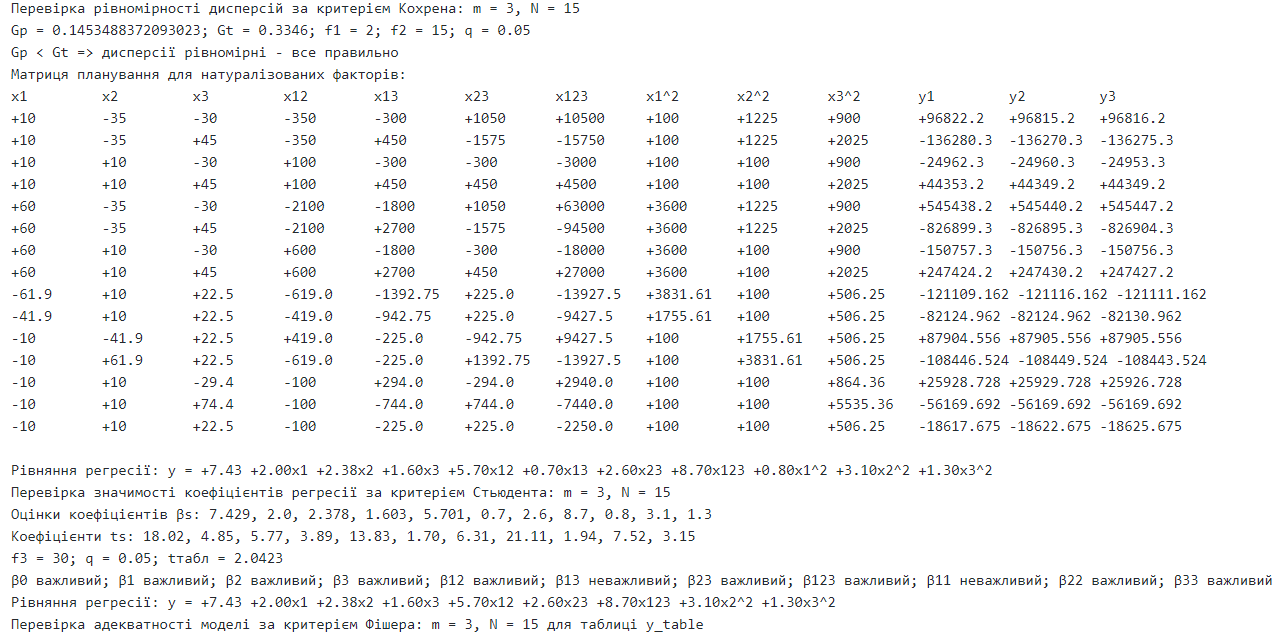 Перевірка рівномірності дисперсій за критерієм Кохрена: m = 3, N = 15
Gp = 0.1453488372093023; Gt = 0.3346; f1 = 2; f2 = 15; q = 0.05
Gp < Gt => дисперсії рівномірні - все правильно
Матриця планування для натуралізованих факторів:
x1 x2 x3 x12 x13 x23 x123 x1^2 x2^2 x3^2 y1 y2 y3
+10 -35 -30 -350 -300 +1050 +10500 +100 +1225 +900 +96822.2 +96815.2 +96816.2
+10 -35 +45 -350 +450 -1575 -15750 +100 +1225 +2025 -136280.3 -136270.3 -136275.3
+10 +10 -30 +100 -300 -300 -3000 +100 +100 +900 -24962.3 -24960.3 -24953.3
+10 +10 +45 +100 +450 +450 +4500 +100 +100 +2025 +44353.2 +44349.2 +44349.2
+60 -35 -30 -2100 -1800 +1050 +63000 +3600 +1225 +900 +545438.2 +545440.2 +545447.2
+60 -35 +45 -2100 +2700 -1575 -94500 +3600 +1225 +2025 -826899.3 -826895.3 -826904.3
+60 +10 -30 +600 -1800 -300 -18000 +3600 +100 +900 -150757.3 -150756.3 -150756.3
+60 +10 +45 +600 +2700 +450 +27000 +3600 +100 +2025 +247424.2 +247430.2 +247427.2
-61.9 +10 +22.5 -619.0 -1392.75 +225.0 -13927.5 +3831.61 +100 +506.25 -121109.162 -121116.162 -121111.162
-41.9 +10 +22.5 -419.0 -942.75 +225.0 -9427.5 +1755.61 +100 +506.25 -82124.962 -82124.962 -82130.962
-10 -41.9 +22.5 +419.0 -225.0 -942.75 +9427.5 +100 +1755.61 +506.25 +87904.556 +87905.556 +87905.556
-10 +61.9 +22.5 -619.0 -225.0 +1392.75 -13927.5 +100 +3831.61 +506.25 -108446.524 -108449.524 -108443.524
-10 +10 -29.4 -100 +294.0 -294.0 +2940.0 +100 +100 +864.36 +25928.728 +25929.728 +25926.728
-10 +10 +74.4 -100 -744.0 +744.0 -7440.0 +100 +100 +5535.36 -56169.692 -56169.692 -56169.692
-10 +10 +22.5 -100 -225.0 +225.0 -2250.0 +100 +100 +506.25 -18617.675 -18622.675 -18625.675
Рівняння регресії: y = +7.43 +2.00x1 +2.38x2 +1.60x3 +5.70x12 +0.70x13 +2.60x23 +8.70x123 +0.80x1^2 +3.10x2^2 +1.30x3^2
Перевірка значимості коефіцієнтів регресії за критерієм Стьюдента: m = 3, N = 15
Оцінки коефіцієнтів βs: 7.429, 2.0, 2.378, 1.603, 5.701, 0.7, 2.6, 8.7, 0.8, 3.1, 1.3
Коефіцієнти ts: 18.02, 4.85, 5.77, 3.89, 13.83, 1.70, 6.31, 21.11, 1.94, 7.52, 3.15
f3 = 30; q = 0.05; tтабл = 2.0423
β0 важливий; β1 важливий; β2 важливий; β3 важливий; β12 важливий; β13 неважливий; β23 важливий; β123 важливий; β11 неважливий; β22 важливий; β33 важливий
Рівняння регресії: y = +7.43 +2.00x1 +2.38x2 +1.60x3 +5.70x12 +2.60x23 +8.70x123 +3.10x2^2 +1.30x3^2
Перевірка адекватності моделі за критерієм Фішера: m = 3, N = 15 для таблиці y_table